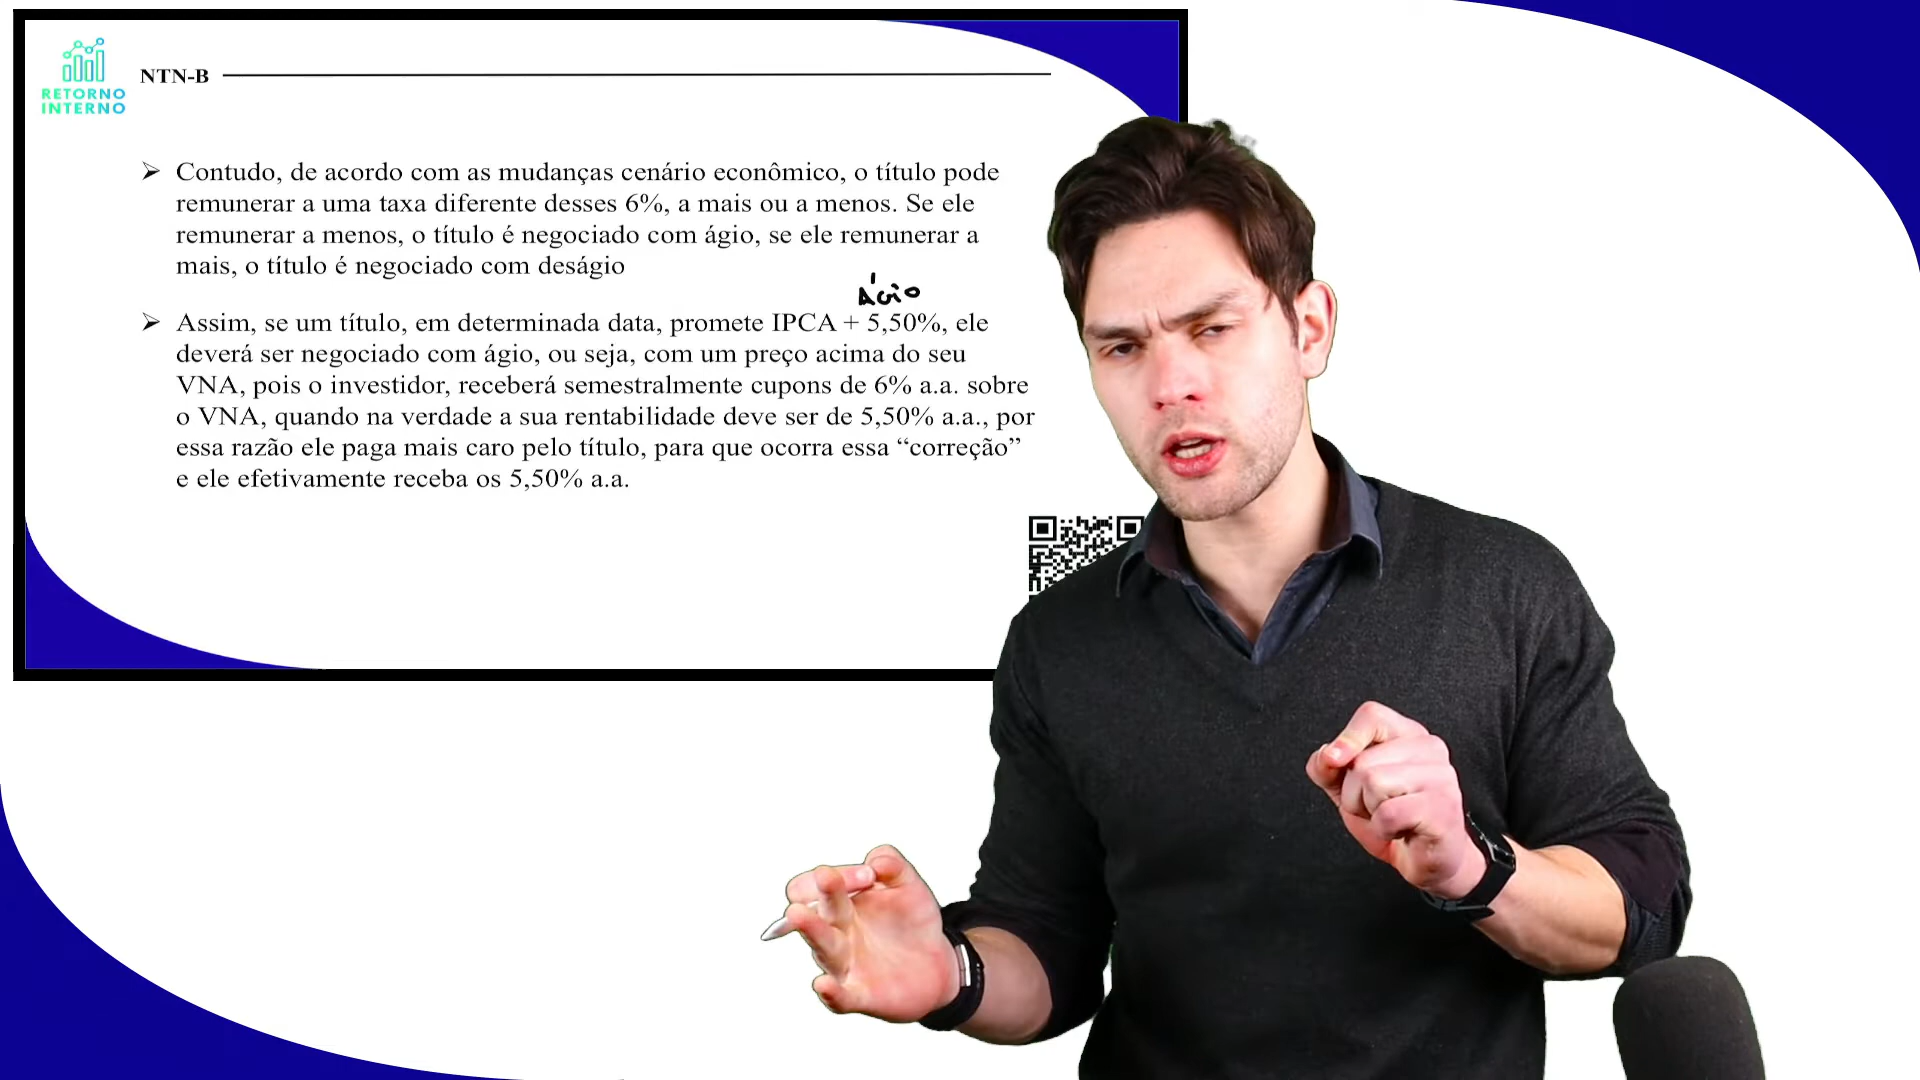 RETORNO
INTERNO
NTN-B
Contudo, de acordo com as mudanças cenário econômico, o título pode
remunerar a uma taxa diferente desses 6%, a mais ou a menos. Se ele
remunerar a menos, o título é negociado com ágio, se ele remunerar a
mais, o título é negociado com deságio
ÁGIO
Assim, se um título, em determinada data, promete IPCA + 5,50%, ele
deverá ser negociado com ágio, ou seja, com um preço acima do seu
VNA, pois o investidor, receberá semestralmente cupons de 6% a.a. sobre
o VNA, quando na verdade a sua rentabilidade deve ser de 5,50% a.a., por
essa razão ele paga mais caro pelo título, para que ocorra essa “correção”
e ele efetivamente receba os 5,50% a.a.